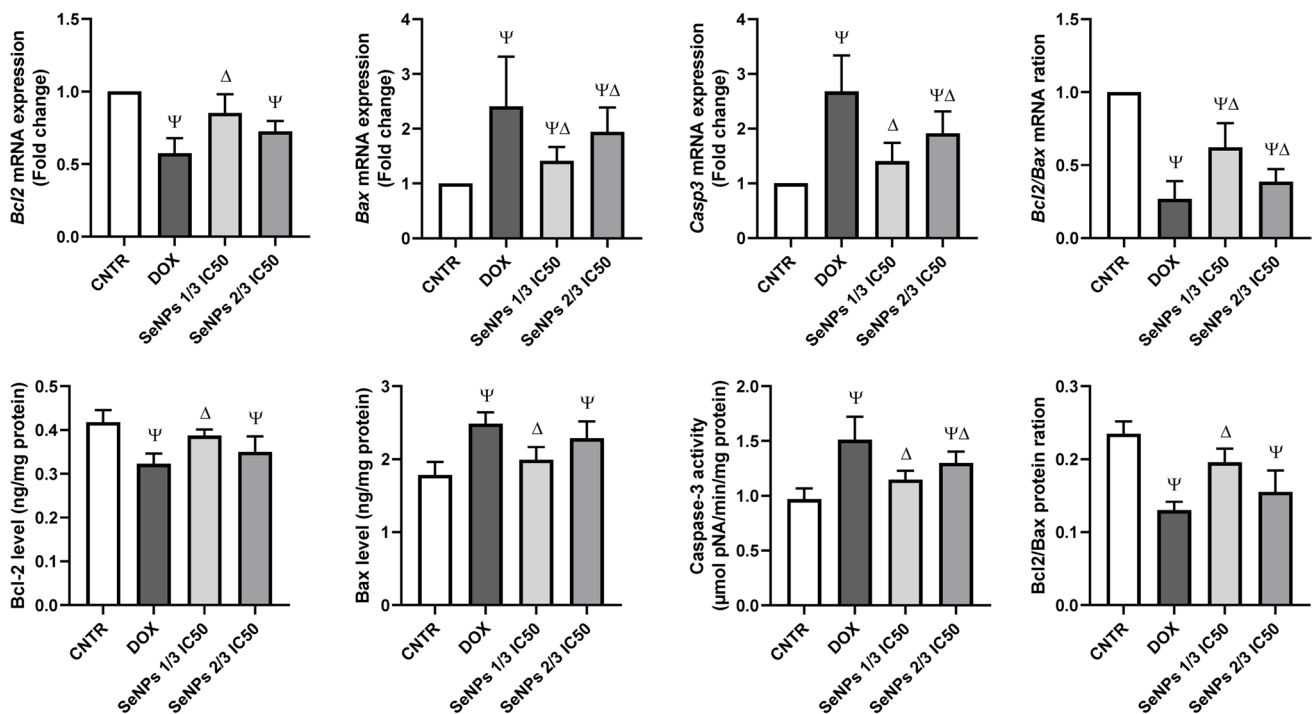 Bcl2 mRNA expression
(Fold change)
1.5
1.0
0.5
0.0
Ψ
Δ
Ψ
CNTR
DOX
SeNPs 1/3 IC50
SeNPs 2/3 IC50
Bax mRNA expression
(Fold change)
4
3
2
1
0
Ψ
ΨΔ
ΨΔ
CNTR
DOX
SeNPs 1/3 IC50
SeNPs 2/3 IC50
Casp3 mRNA expression
(Fold change)
4
3
2
1
0
Ψ
Δ
ΨΔ
CNTR
DOX
SeNPs 1/3 IC50
SeNPs 2/3 IC50
Bcl2/Bax mRNA ration
1.5
1.0
0.5
0.0
Ψ
ΨΔ
ΨΔ
CNTR
DOX
SeNPs 1/3 IC50
SeNPs 2/3 IC50
Bcl-2 level (ng/mg protein)
0.5
0.4
0.3
0.2
0.1
0.0
Ψ
Δ
Ψ
CNTR
DOX
SeNPs 1/3 IC50
SeNPs 2/3 IC50
Bax level (ng/mg protein)
3
2
1
0
Ψ
Δ
Ψ
CNTR
DOX
SeNPs 1/3 IC50
SeNPs 2/3 IC50
Caspase-3 activity
(μmol pNA/min/mg protein)
2.0
1.5
1.0
0.5
0.0
Ψ
Δ
ΨΔ
CNTR
DOX
SeNPs 1/3 IC50
SeNPs 2/3 IC50
Bcl2/Bax protein ration
0.3
0.2
0.1
0.0
Ψ
Δ
Ψ
CNTR
DOX
SeNPs 1/3 IC50
SeNPs 2/3 IC50